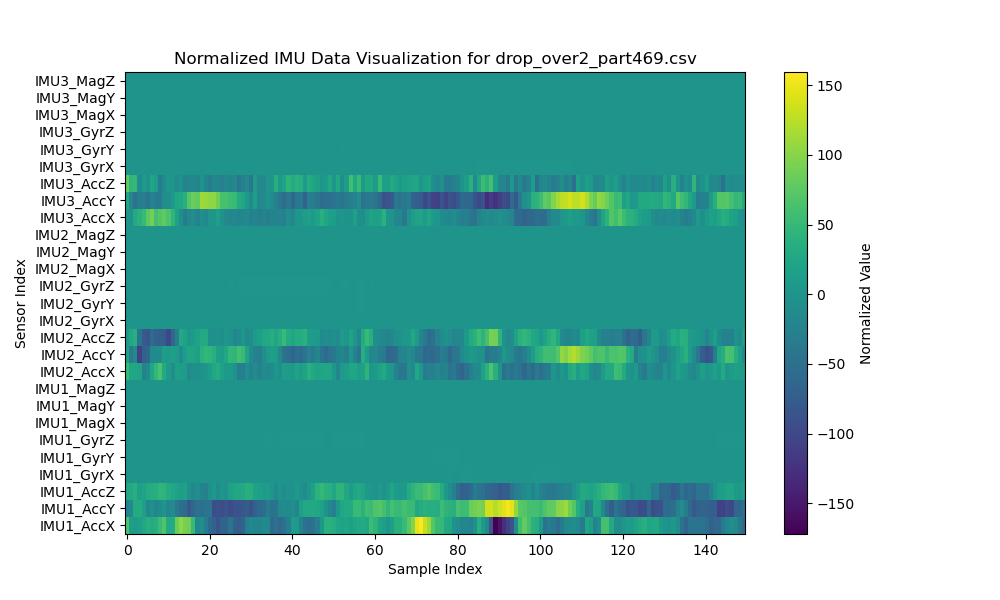 Normalized IMU Data Visualization for drop_over2_part469.csv
IMU3_MagZ
IMU3_MagY
IMU3_MagX
IMU3_GyrZ
IMU3_GyrY
IMU3_GyrX
IMU3_AccZ
IMU3_AccY
IMU3_AccX
IMU2_MagZ
IMU2_MagY
IMU2_MagX
IMU2_GyrZ
IMU2_GyrY
IMU2_GyrX
IMU2_AccZ
IMU2_AccY
IMU2_AccX
IMU1_MagZ
IMU1_MagY
IMU1_MagX
IMU1_GyrZ
IMU1_GyrY
IMU1_GyrX
IMU1_AccZ
IMU1_AccY
IMU1_AccX
Sensor Index
0 20 40 60 80 100 120 140
Sample Index
150
100
50
0
−50
−100
−150
Normalized Value